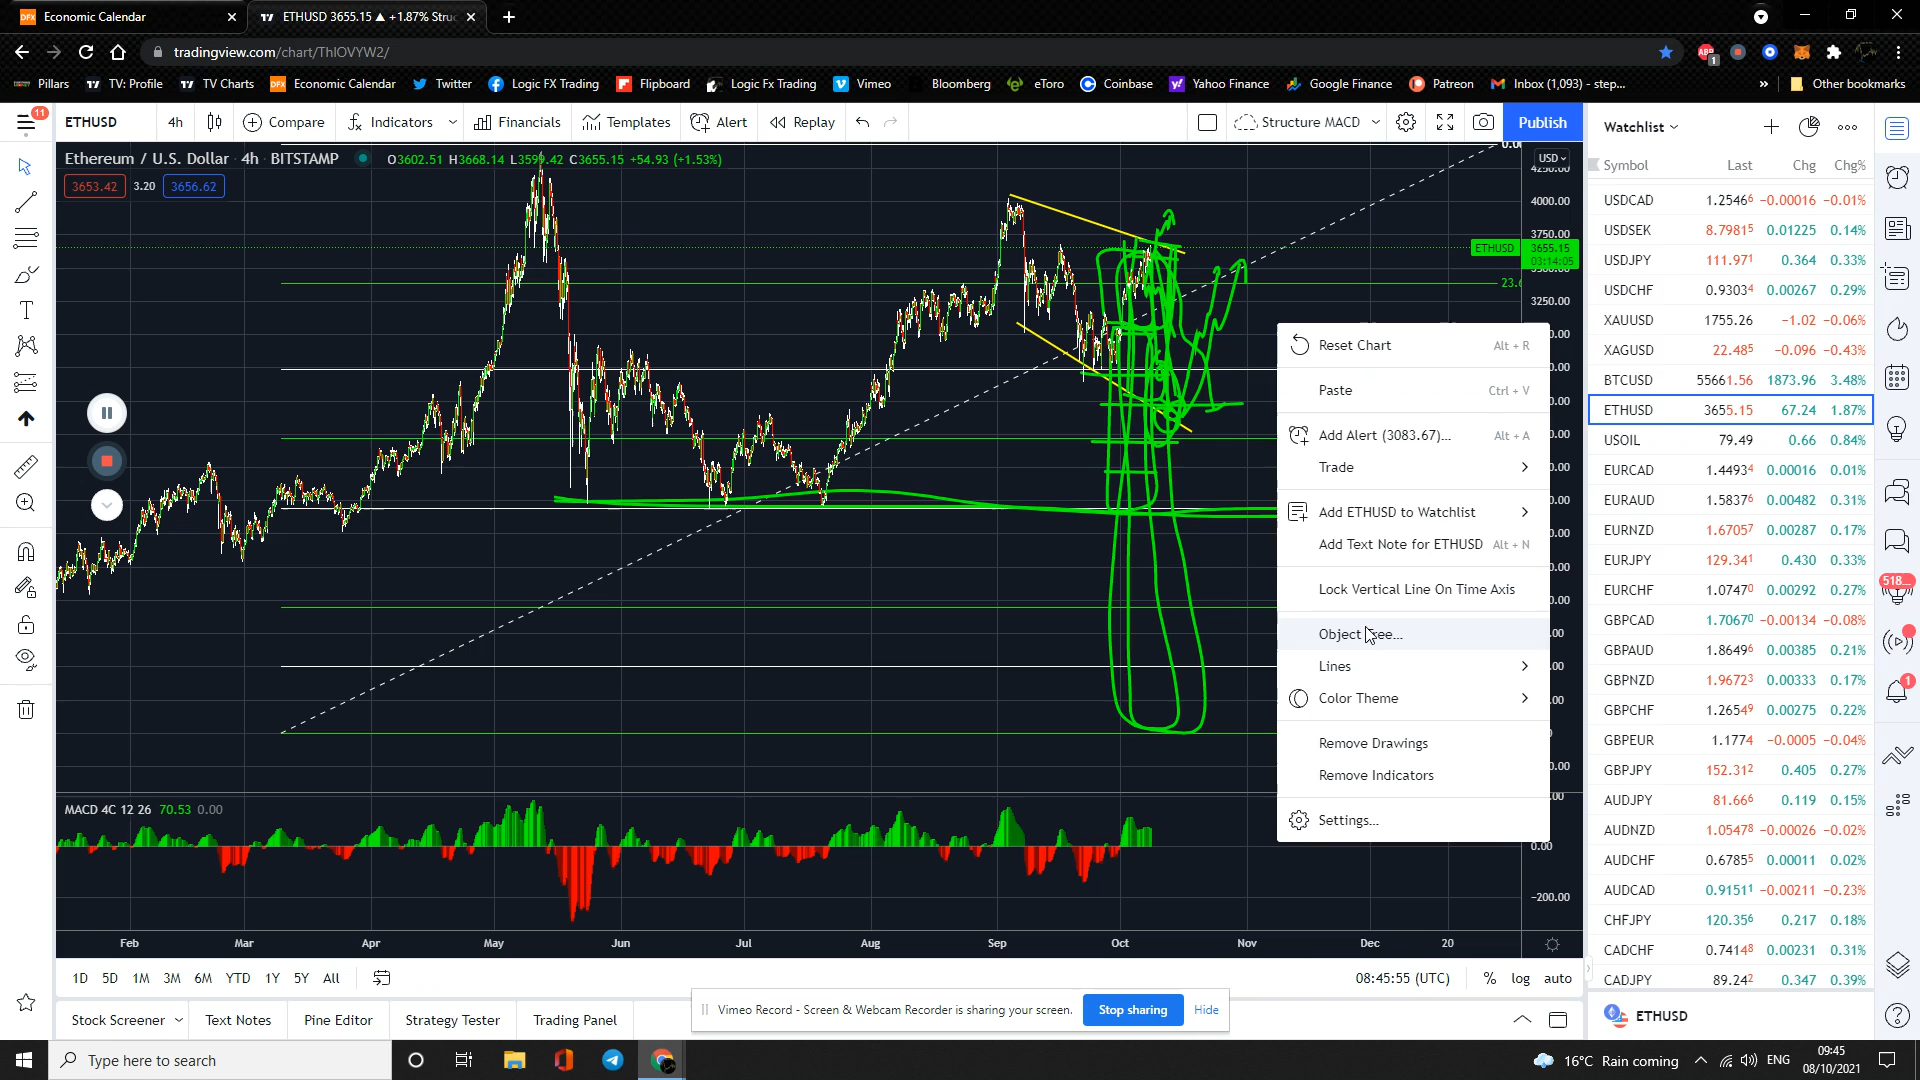 Economic Calendar
ETHUSD 3655.15 ▲ +1.87% Struc
tradingview.com/chart/ThIOVYW2/
Pillars TV: Profile TV Charts Economic Calendar Twitter Logic FX Trading Flipboard Logic Fx Trading Vimeo Bloomberg eToro Coinbase Yahoo Finance Google Finance Patreon Inbox (1,093) - step... » Other bookmarks
11 ETHUSD 4h Compare Indicators Financials Templates Alert Replay Structure MACD Publish
Ethereum / U.S. Dollar 4h BITSTAMP O3602.51 H3668.14 L3599.42 C3655.15 +54.93 (+1.53%)
3653.42 3.20 3656.62
USD
4000.00
3750.00
ETHUSD 3655.15
03:14:05
3250.00
Reset Chart Alt + R
Paste Ctrl + V
Add Alert (3083.67)... Alt + A
Trade
Add ETHUSD to Watchlist
Add Text Note for ETHUSD Alt + N
Lock Vertical Line On Time Axis
Object
Lines
Color Theme
Remove Drawings
Remove Indicators
Settings...
MACD 4C 12 26 70.53 0.00
0.00
-200.00
Feb Mar Apr May Jun Jul Aug Sep Oct Nov Dec 20
1D 5D 1M 3M 6M YTD 1Y 5Y All 08:45:55 (UTC) % log auto
Stock Screener Text Notes Pine Editor Strategy Tester Trading Panel
Vimeo Record - Screen & Webcam Recorder is sharing your screen. Stop sharing Hide
Watchlist
Symbol Last Chg Chg%
USDCAD 1.25466 -0.00016 -0.01%
USDSEK 8.79815 0.01225 0.14%
USDJPY 111.971 0.364 0.33%
USDCHF 0.93034 0.00267 0.29%
XAUUSD 1755.26 -1.02 -0.06%
XAGUSD 22.485 -0.096 -0.43%
BTCUSD 55661.56 1873.96 3.48%
ETHUSD 3655.15 67.24 1.87%
USOIL 79.49 0.66 0.84%
EURCAD 1.44934 0.00016 0.01%
EURAUD 1.58376 0.00482 0.31%
EURNZD 1.67057 0.00287 0.17%
EURJPY 129.341 0.430 0.33%
EURCHF 1.07470 0.00292 0.27%
GBPCAD 1.70670 -0.00134 -0.08%
GBPAUD 1.86496 0.00385 0.21%
GBPNZD 1.96723 0.00333 0.17%
GBPCHF 1.26549 0.00275 0.22%
GBPEUR 1.1774 -0.0005 -0.04%
GBPJPY 152.312 0.405 0.27%
AUDJPY 81.666 0.119 0.15%
AUDNZD 1.05478 -0.00026 -0.02%
AUDCHF 0.67855 0.00011 0.02%
AUDCAD 0.91511 -0.00211 -0.23%
CHFJPY 120.356 0.217 0.18%
CADCHF 0.74148 0.00231 0.31%
CADJPY 89.242 0.347 0.39%
ETHUSD
Type here to search
16°C Rain coming ENG 09:45
08/10/2021